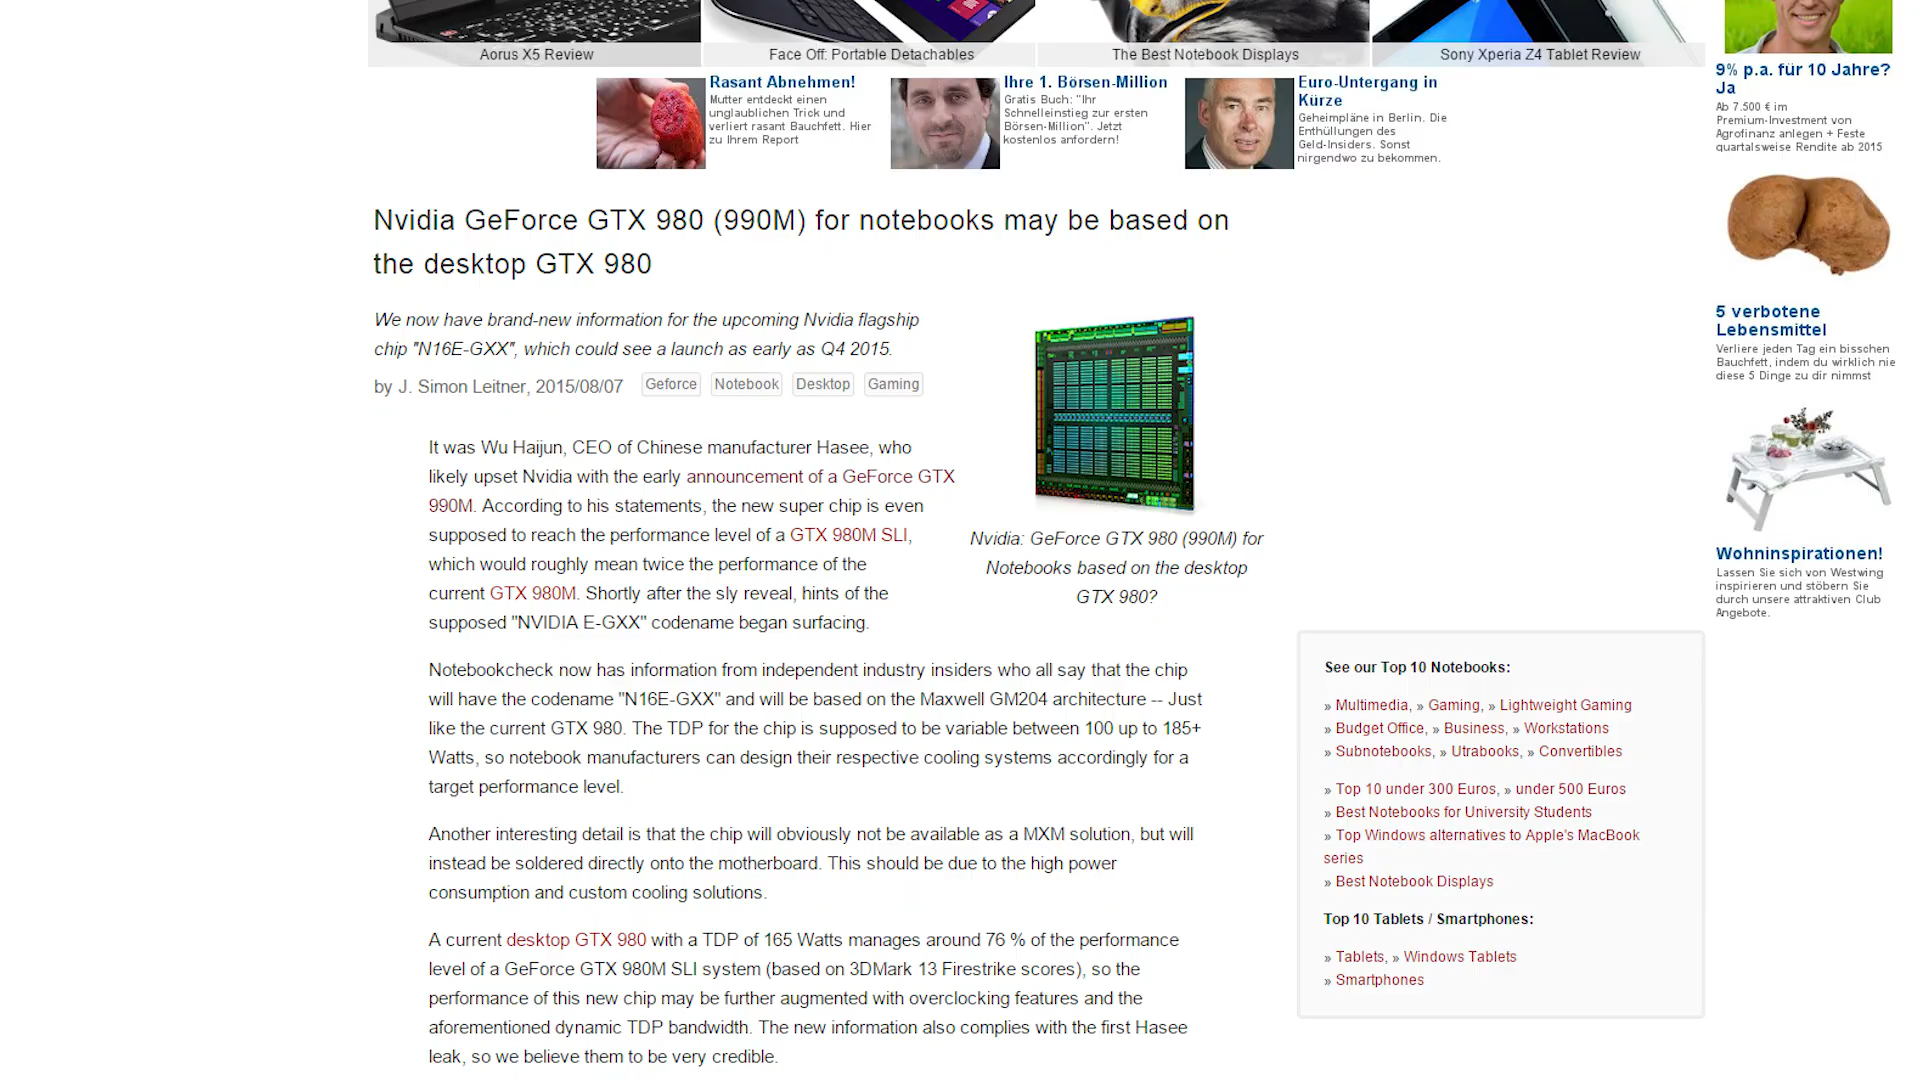 Aorus X5 Review
Face Off: Portable Detachables
The Best Notebook Displays
Sony Xperia Z4 Tablet Review
Rasant Abnehmen!
Mutter entdeckt einen
unglaublichen Trick und
verliert rasant Bauchfett. Hier
zu Ihrem Report
Ihre 1. Börsen-Million
Gratis Buch: "Ihr
Schnelleinstieg zur ersten
Börsen-Million". Jetzt
kostenlos anfordern!
Euro-Untergang in
Kürze
Geheimpläne in Berlin. Die
Enthüllungen des
Geld-Insiders. Sonst
nirgendwo zu bekommen.
9% p.a. für 10 Jahre?
Ja
Ab 7.500 € im
Premium-Investment von
Agrofinanz anlegen + Feste
quartalsweise Rendite ab 2015
5 verbotene
Lebensmittel
Verliere jeden Tag ein bisschen
Bauchfett, indem du wirklich nie
diese 5 Dinge zu dir nimmst
Wohninspirationen!
Lassen Sie sich von Westwing
inspirieren und stöbern Sie
durch unsere attraktiven Club
Angebote.
Nvidia GeForce GTX 980 (990M) for notebooks may be based on
the desktop GTX 980
We now have brand-new information for the upcoming Nvidia flagship
chip "N16E-GXX", which could see a launch as early as Q4 2015.
by J. Simon Leitner, 2015/08/07 Geforce Notebook Desktop Gaming
It was Wu Haijun, CEO of Chinese manufacturer Hasee, who
likely upset Nvidia with the early announcement of a GeForce GTX
990M. According to his statements, the new super chip is even
supposed to reach the performance level of a GTX 980M SLI,
which would roughly mean twice the performance of the
current GTX 980M. Shortly after the sly reveal, hints of the
supposed "NVIDIA E-GXX" codename began surfacing.
Nvidia: GeForce GTX 980 (990M) for
Notebooks based on the desktop
GTX 980?
Notebookcheck now has information from independent industry insiders who all say that the chip
will have the codename "N16E-GXX" and will be based on the Maxwell GM204 architecture -- Just
like the current GTX 980. The TDP for the chip is supposed to be variable between 100 up to 185+
Watts, so notebook manufacturers can design their respective cooling systems accordingly for a
target performance level.
Another interesting detail is that the chip will obviously not be available as a MXM solution, but will
instead be soldered directly onto the motherboard. This should be due to the high power
consumption and custom cooling solutions.
A current desktop GTX 980 with a TDP of 165 Watts manages around 76 % of the performance
level of a GeForce GTX 980M SLI system (based on 3DMark 13 Firestrike scores), so the
performance of this new chip may be further augmented with overclocking features and the
aforementioned dynamic TDP bandwidth. The new information also complies with the first Hasee
leak, so we believe them to be very credible.
See our Top 10 Notebooks:
» Multimedia, » Gaming, » Lightweight Gaming
» Budget Office, » Business, » Workstations
» Subnotebooks, » Utrabooks, » Convertibles
» Top 10 under 300 Euros, » under 500 Euros
» Best Notebooks for University Students
» Top Windows alternatives to Apple's MacBook
series
» Best Notebook Displays
Top 10 Tablets / Smartphones:
» Tablets, » Windows Tablets
» Smartphones